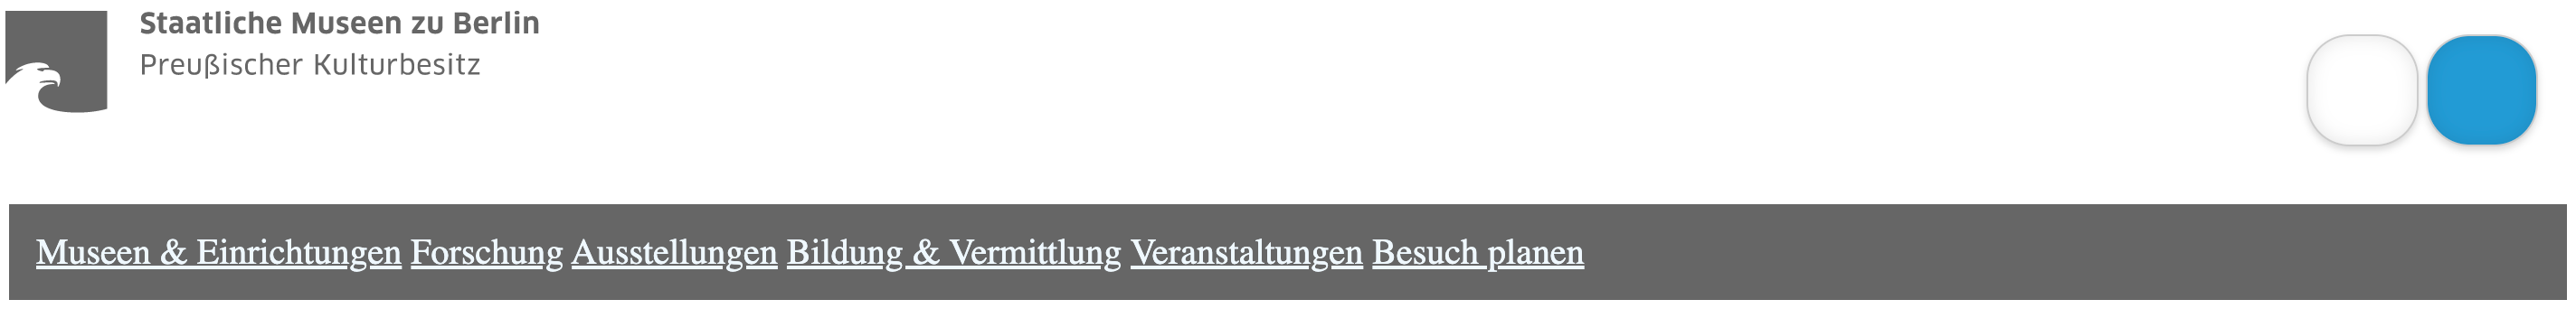 Staatliche Museen zu Berlin
Preußischer Kulturbesitz
Museen & Einrichtungen Forschung Ausstellungen Bildung & Vermittlung Veranstaltungen Besuch planen